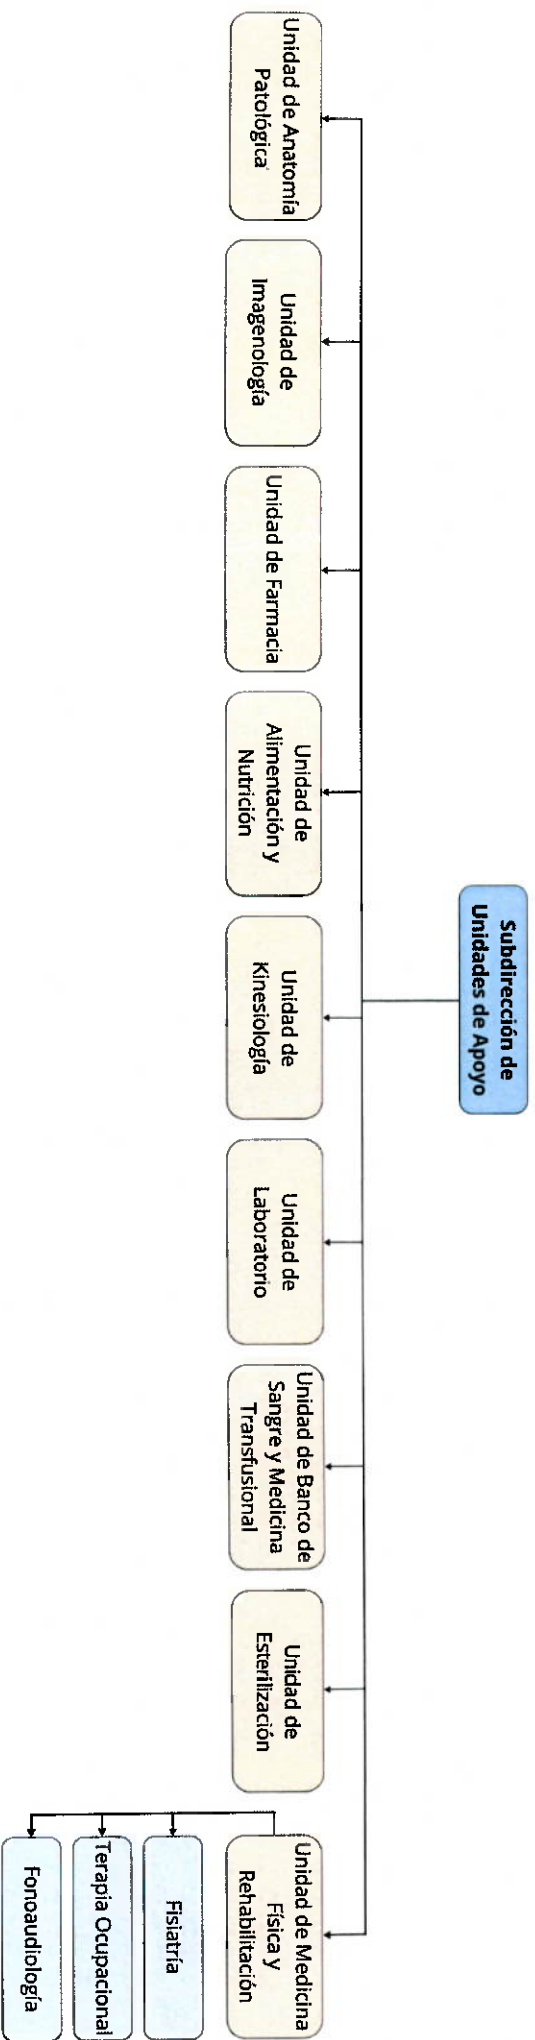 Subdirección de
Unidades de Apoyo
Unidad de Anatomía
Patológica
Unidad de
Imagenología
Unidad de Farmacia
Unidad de
Alimentación y
Nutrición
Unidad de
Kinesiología
Unidad de
Laboratorio
Unidad de Banco de
Sangre y Medicina
Transfusional
Unidad de
Esterilización
Unidad de Medicina
Física y
Rehabilitación
Fisiatría
Terapia Ocupacional
Fonoaudiología